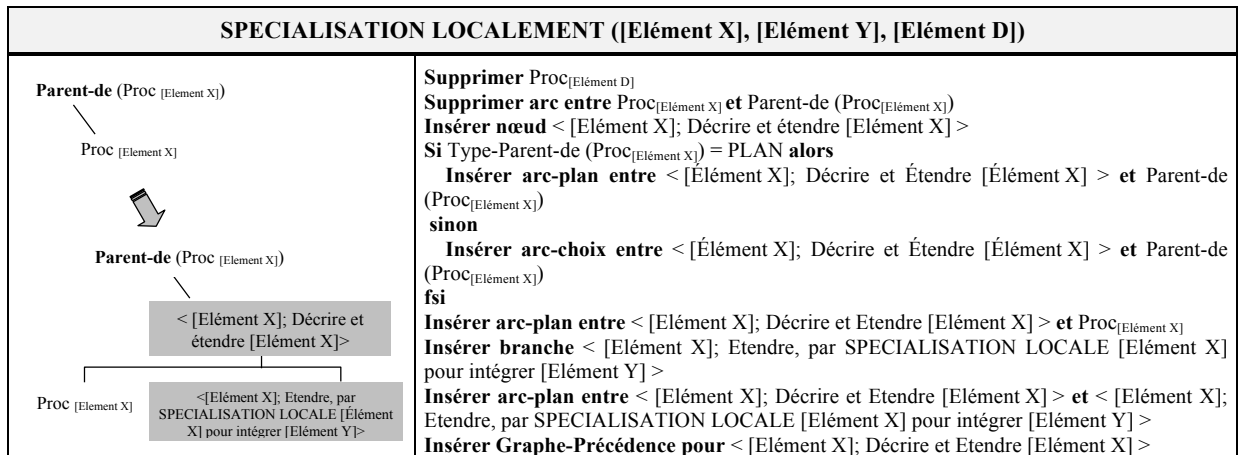 SPECIALISATION LOCALEMENT ([Elément X], [Elément Y], [Elément D])
Parent-de (Proc [Element X])
Proc [Element X]
Parent-de (Proc [Element X])
< [Elément X]; Décrire et
étendre [Elément X]>
Proc [Element X]
<[Elément X]; Etendre, par
SPECIALISATION LOCALE [Élément
X] pour intégrer [Elément Y]>
Supprimer Proc[Elément D]
Supprimer arc entre Proc[Elément X] et Parent-de (Proc[Elément X])
Insérer nœud < [Elément X]; Décrire et étendre [Elément X] >
Si Type-Parent-de (Proc[Elément X]) = PLAN alors
Insérer arc-plan entre < [Élément X]; Décrire et Étendre [Élément X] > et Parent-de
(Proc[Elément X])
sinon
Insérer arc-choix entre < [Élément X]; Décrire et Étendre [Élément X] > et Parent-de
(Proc[Elément X])
fsi
Insérer arc-plan entre < [Elément X]; Décrire et Etendre [Elément X] > et Proc[Elément X]
Insérer branche < [Elément X]; Etendre, par SPECIALISATION LOCALE [Elément X]
pour intégrer [Elément Y] >
Insérer arc-plan entre < [Elément X]; Décrire et Etendre [Elément X] > et < [Elément X];
Etendre, par SPECIALISATION LOCALE [Elément X] pour intégrer [Elément Y] >
Insérer Graphe-Précédence pour < [Elément X]; Décrire et Etendre [Elément X] >